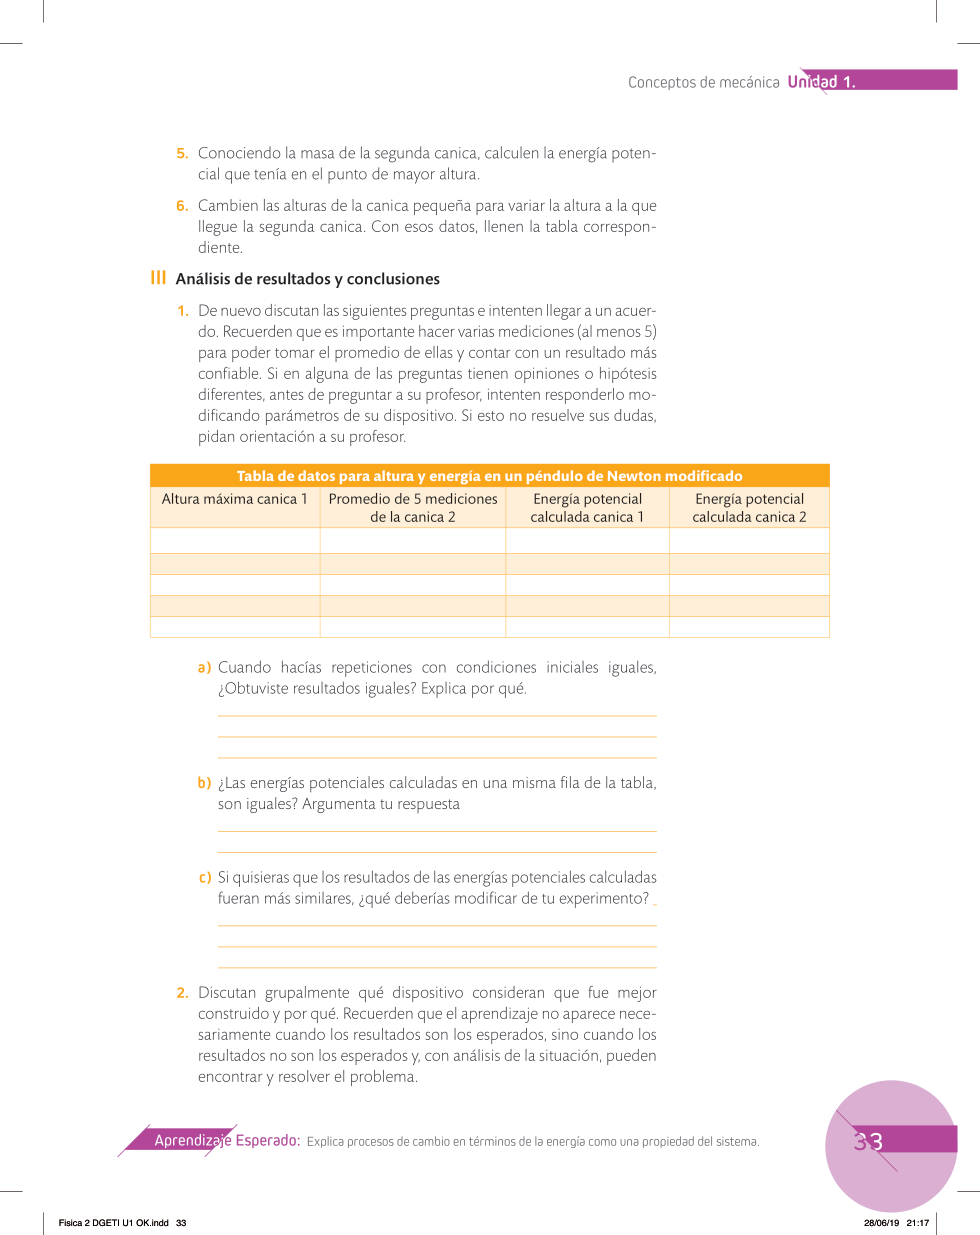 Conceptos de mecánica Unidad 1.
5. Conociendo la masa de la segunda canica, calculen la energía poten-
cial que tenía en el punto de mayor altura.
6. Cambien las alturas de la canica pequeña para variar la altura a la que
llegue la segunda canica. Con esos datos, llenen la tabla correspon-
diente.
III Análisis de resultados y conclusiones
1. De nuevo discutan las siguientes preguntas e intenten llegar a un acuer-
do. Recuerden que es importante hacer varias mediciones (al menos 5)
para poder tomar el promedio de ellas y contar con un resultado más
confiable. Si en alguna de las preguntas tienen opiniones o hipótesis
diferentes, antes de preguntar a su profesor, intenten responderlo mo-
dificando parámetros de su dispositivo. Si esto no resuelve sus dudas,
pidan orientación a su profesor.
Tabla de datos para altura y energía en un péndulo de Newton modificado
Altura máxima canica 1 Promedio de 5 mediciones Energía potencial Energía potencial
de la canica 2 calculada canica 1 calculada canica 2
a) Cuando hacías repeticiones con condiciones iniciales iguales,
¿Obtuviste resultados iguales? Explica por qué.
b) ¿Las energías potenciales calculadas en una misma fila de la tabla,
son iguales? Argumenta tu respuesta
c) Si quisieras que los resultados de las energías potenciales calculadas
fueran más similares, ¿qué deberías modificar de tu experimento? _
2. Discutan grupalmente qué dispositivo consideran que fue mejor
construido y por qué. Recuerden que el aprendizaje no aparece nece-
sariamente cuando los resultados son los esperados, sino cuando los
resultados no son los esperados y, con análisis de la situación, pueden
encontrar y resolver el problema.
Aprendizaje Esperado: Explica procesos de cambio en términos de la energía como una propiedad del sistema.
33
Fisica 2 DGETI U1 OK.indd 33 28/06/19 21:17